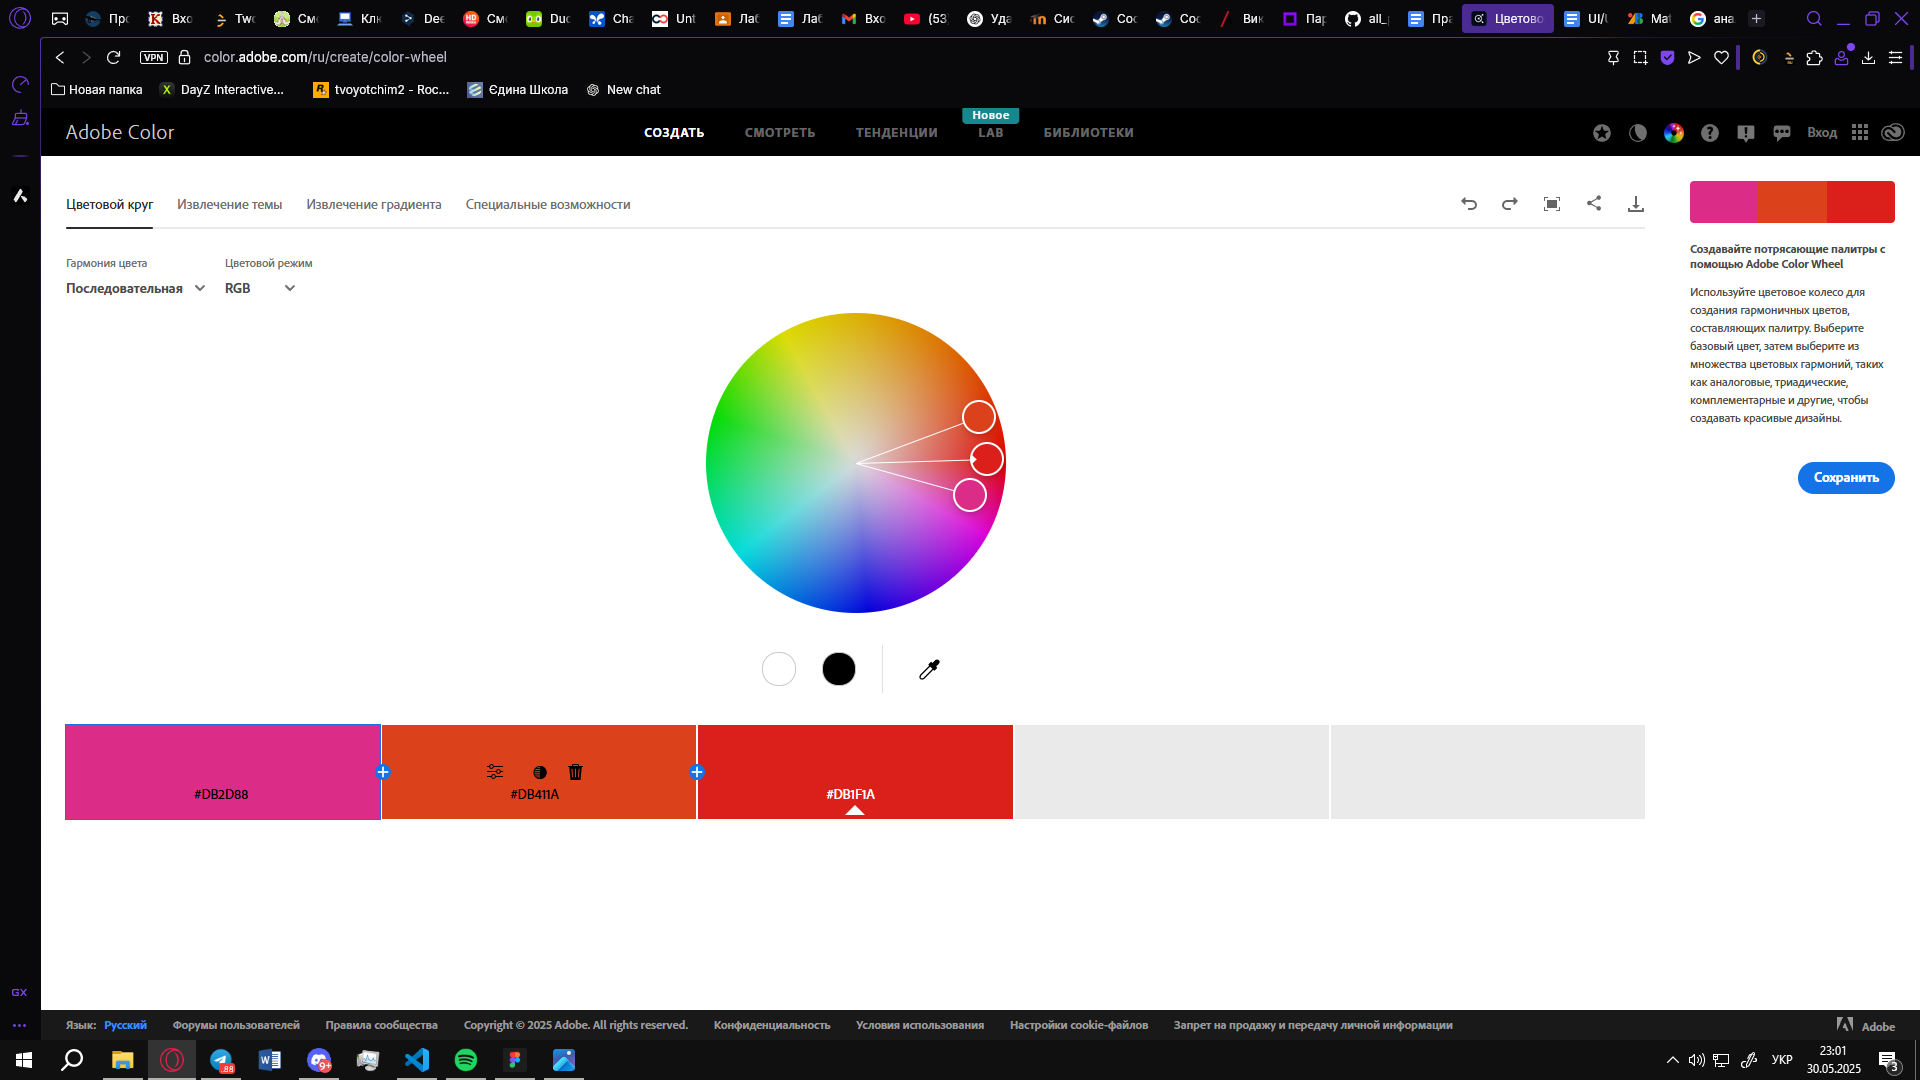 Прс
Вхо
Twc
Смо
Клк
Dee
Смо
Duc
Cha
Unt
Лаб
Лаб
Вхо
(53
Уда
Сис
Coc
Coc
Вик
Пар
all_
Пра
Цветово
UI/
Mat
ана
VPN
color.adobe.com/ru/create/color-wheel
Новая папка
DayZ Interactive...
tvoyotchim2 - Roc...
Єдина Школа
New chat
Adobe Color
СОЗДАТЬ
СМОТРЕТЬ
ТЕНДЕНЦИИ
Новое
LAB
БИБЛИОТЕКИ
Вход
Цветовой круг
Извлечение темы
Извлечение градиента
Специальные возможности
Гармония цвета
Последовательная
Цветовой режим
RGB
Создавайте потрясающие палитры с
помощью Adobe Color Wheel
Используйте цветовое колесо для
создания гармоничных цветов,
составляющих палитру. Выберите
базовый цвет, затем выберите из
множества цветовых гармоний, таких
как аналоговые, триадические,
комплементарные и другие, чтобы
создавать красивые дизайны.
Сохранить
#DB2D88
#DB411A
#DB1F1A
GX
Язык: Русский
Форумы пользователей
Правила сообщества
Copyright © 2025 Adobe. All rights reserved.
Конфиденциальность
Условия использования
Настройки cookie-файлов
Запрет на продажу и передачу личной информации
Adobe
88
9+
УКР
23:01
30.05.2025
3